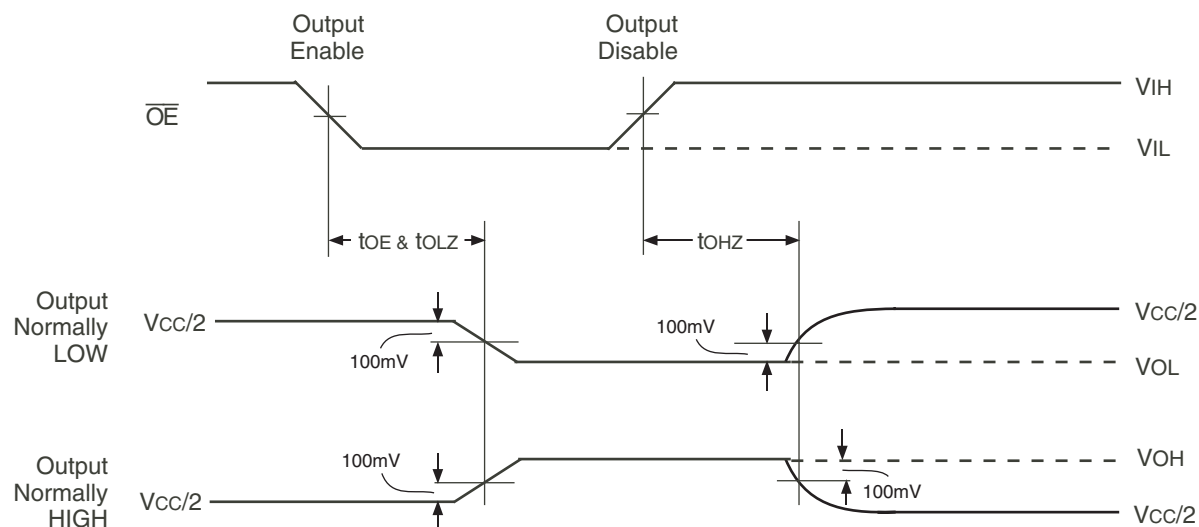 Output
Enable
Output
Disable
OE
VIH
VIL
tOE & tOLZ
tOHZ
Output
Normally
LOW
VCC/2
100mV
100mV
VCC/2
VOL
Output
Normally
HIGH
100mV
VCC/2
VOH
100mV
VCC/2